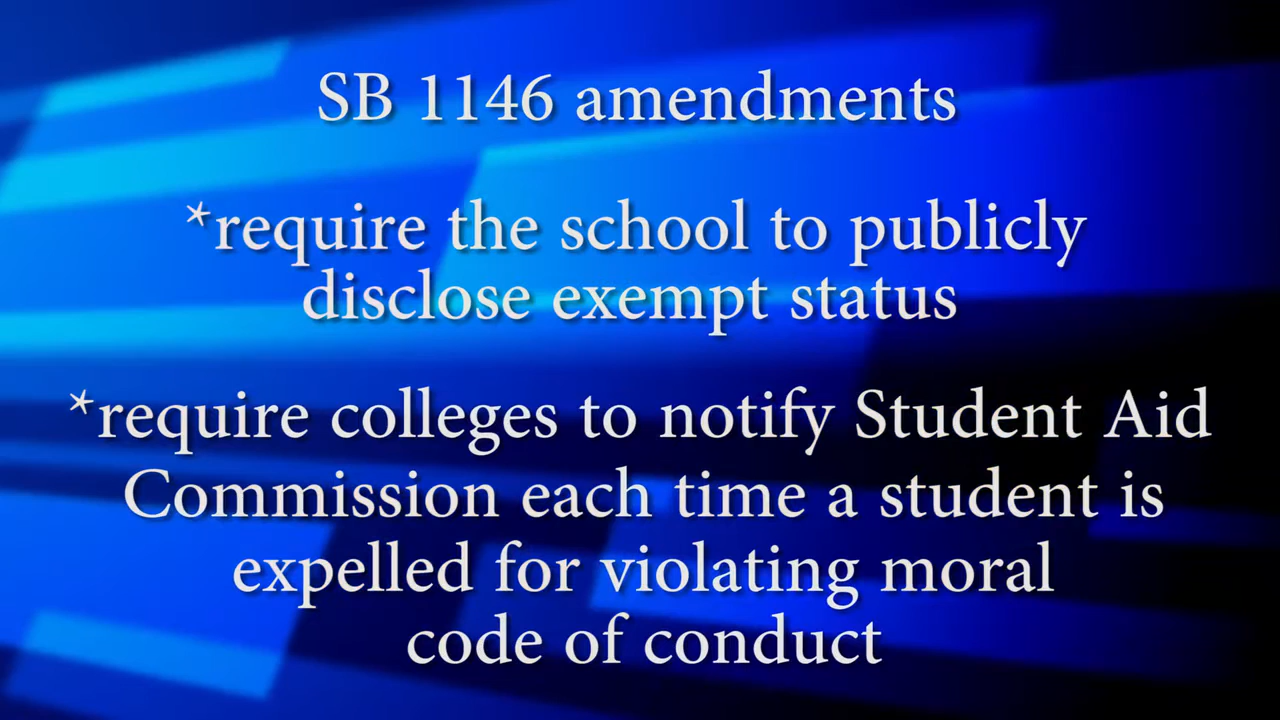 SB 1146 amendments
*require the school to publicly
disclose exempt status
*require colleges to notify Student Aid
Commission each time a student is
expelled for violating moral
code of conduct